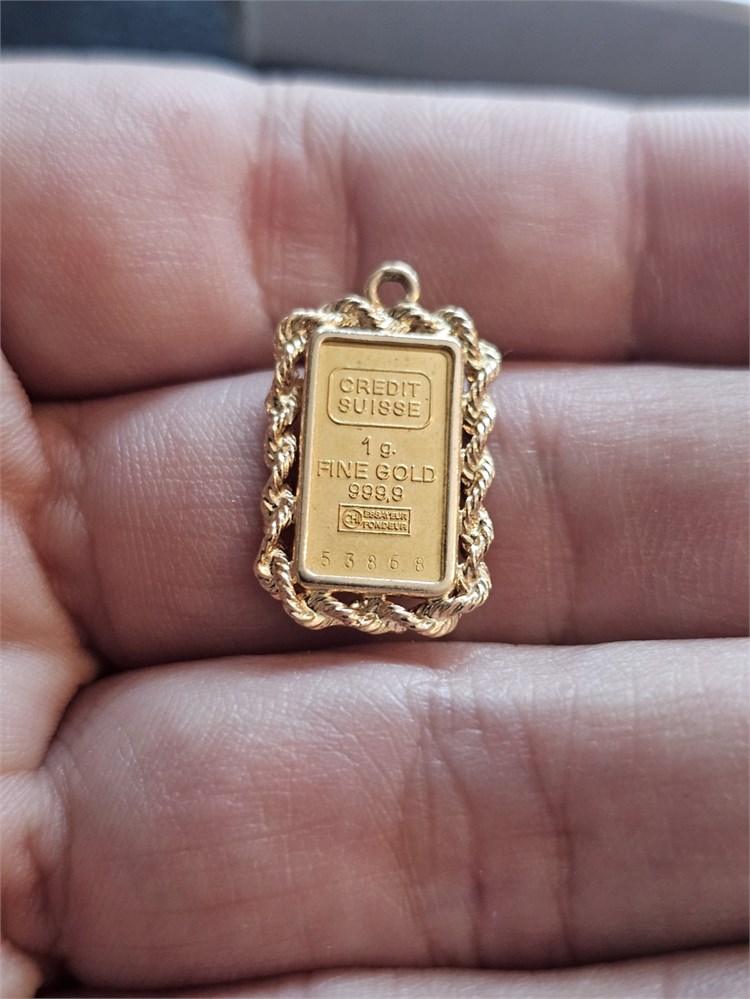 CREDIT
SUISSE
1 g.
FINE GOLD
999,9
ESSAYEUR
FONDEUR
53868